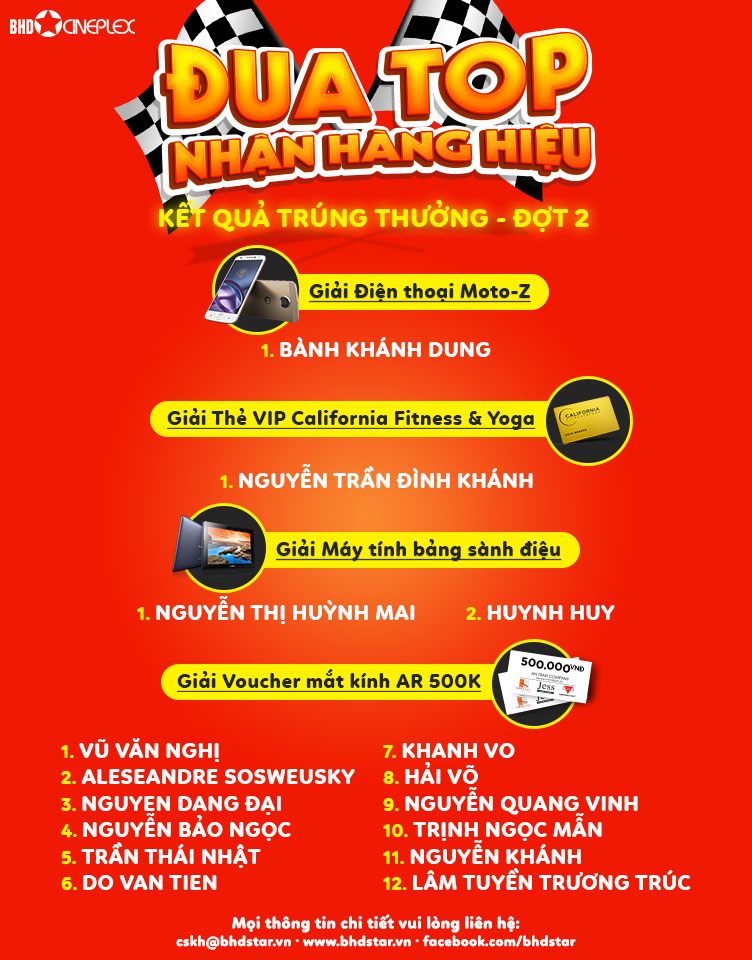 BHD CINEPLEX
ĐUA TOP
NHẬN HÀNG HIỆU
KẾT QUẢ TRÚNG THƯỞNG - ĐỢT 2
Giải Điện thoại Moto-Z
1. BÀNH KHÁNH DUNG
Giải Thẻ VIP California Fitness & Yoga
CALIFORNIA
1. NGUYỄN TRẦN ĐÌNH KHÁNH
Giải Máy tính bảng sành điệu
1. NGUYỄN THỊ HUỲNH MAI
2. HUYNH HUY
500.000VNĐ
Jess
Giải Voucher mắt kính AR 500K
1. VŨ VĂN NGHỊ
2. ALESEANDRE SOSWEUSKY
3. NGUYEN DANG ĐẠI
4. NGUYỄN BẢO NGỌC
5. TRẦN THÁI NHẬT
6. DO VAN TIEN
7. KHANH VO
8. HẢI VÕ
9. NGUYỄN QUANG VINH
10. TRỊNH NGỌC MẪN
11. NGUYỄN KHÁNH
12. LÂM TUYỀN TRƯƠNG TRÚC
Mọi thông tin chi tiết vui lòng liên hệ:
cskh@bhdstar.vn · www.bhdstar.vn · facebook.com/bhdstar